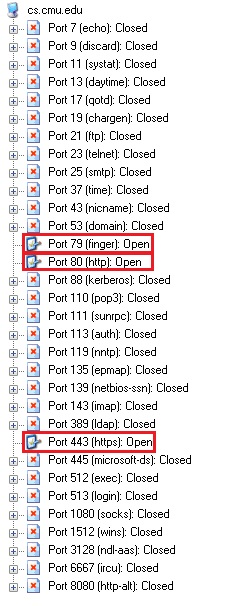 cs.cmu.edu
Port 7 (echo): Closed
Port 9 (discard): Closed
Port 11 (systat): Closed
Port 13 (daytime): Closed
Port 17 (qotd): Closed
Port 19 (chargen): Closed
Port 21 (ftp): Closed
Port 23 (telnet): Closed
Port 25 (smtp): Closed
Port 37 (time): Closed
Port 43 (nicname): Closed
Port 53 (domain): Closed
Port 79 (finger): Open
Port 80 (http): Open
Port 88 (kerberos): Closed
Port 110 (pop3): Closed
Port 111 (sunrpc): Closed
Port 113 (auth): Closed
Port 119 (nntp): Closed
Port 135 (epmap): Closed
Port 139 (netbios-ssn): Closed
Port 143 (imap): Closed
Port 389 (ldap): Closed
Port 443 (https): Open
Port 445 (microsoft-ds): Closed
Port 512 (exec): Closed
Port 513 (login): Closed
Port 1080 (socks): Closed
Port 1512 (wins): Closed
Port 3128 (ndl-aas): Closed
Port 6667 (ircu): Closed
Port 8080 (http-alt): Closed